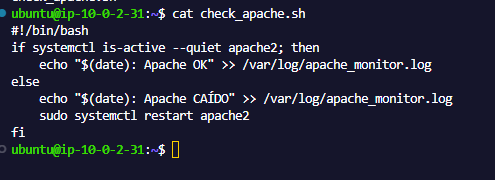 ubuntu@ip-10-0-2-31:~$ cat check_apache.sh
#!/bin/bash
if systemctl is-active --quiet apache2; then
    echo "$(date): Apache OK" >> /var/log/apache_monitor.log
else
    echo "$(date): Apache CAÍDO" >> /var/log/apache_monitor.log
    sudo systemctl restart apache2
fi
ubuntu@ip-10-0-2-31:~$